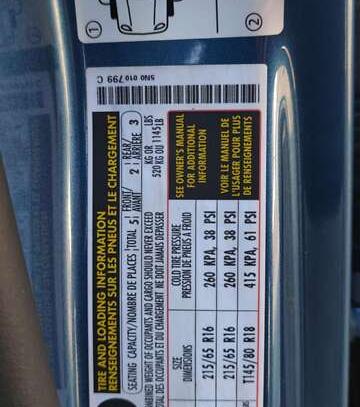 1
2
5N0 010 799 C
TIRE AND LOADING INFORMATION
RENSEIGNEMENTS SUR LES PNEUS ET LE CHARGEMENT
SEATING CAPACITY/NOMBRE DE PLACES TOTAL 5 FRONT/AVANT 2 REAR/ARRIÈRE 3
COMBINED WEIGHT OF OCCUPANTS AND CARGO SHOULD NEVER EXCEED KG OR LBS
TOTAL DES OCCUPANTS ET DU CHARGEMENT NE DOIT JAMAIS DÉPASSER 520 KG OU 1145 LB
SIZE
DIMENSIONS
COLD TIRE PRESSURE
PRESSION DE PNEUS À FROID
SEE OWNER'S MANUAL
FOR ADDITIONAL
INFORMATION
215/65 R16 260 KPA, 38 PSI
215/65 R16 260 KPA, 38 PSI
T145/80 R18 415 KPA, 61 PSI
VOIR LE MANUEL DE
L'USAGER POUR PLUS
DE RENSEIGNEMENTS